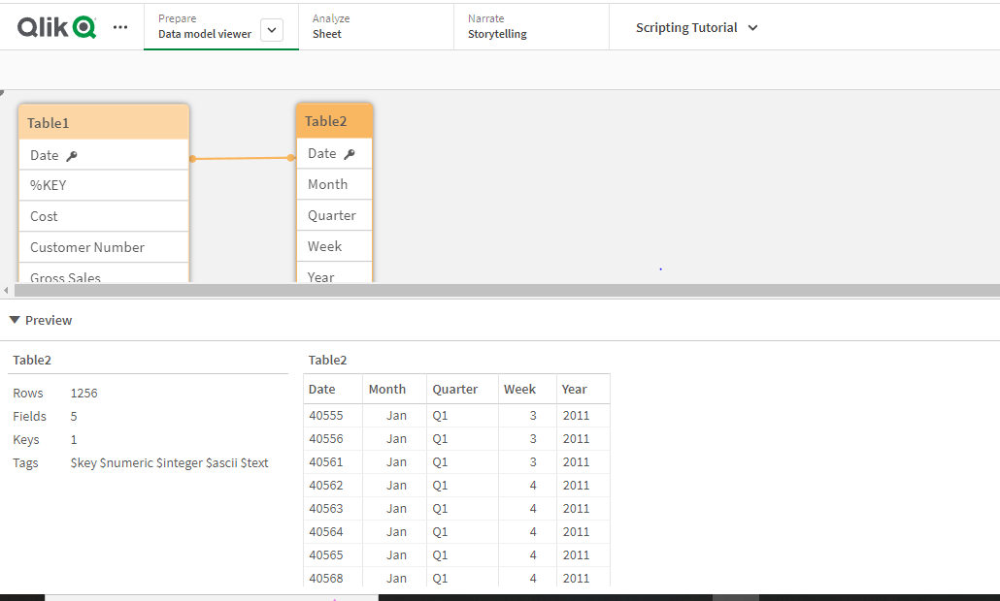 Qlik
Prepare
Data model viewer
Analyze
Sheet
Narrate
Storytelling
Scripting Tutorial
Table1
Date
%KEY
Cost
Customer Number
Gross Sales
Table2
Date
Month
Quarter
Week
Year
Preview
Table2
Rows 1256
Fields 5
Keys 1
Tags $key $numeric $integer $ascii $text
Table2
Date Month Quarter Week Year
40555 Jan Q1 3 2011
40556 Jan Q1 3 2011
40561 Jan Q1 3 2011
40562 Jan Q1 4 2011
40563 Jan Q1 4 2011
40564 Jan Q1 4 2011
40565 Jan Q1 4 2011
40568 Jan Q1 4 2011